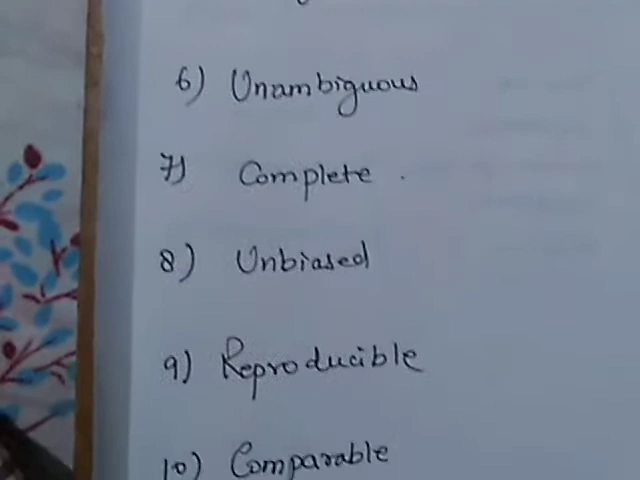 6) Unambiguous
7) Complete .
8) Unbiased
9) Reproducible
10) Comparable